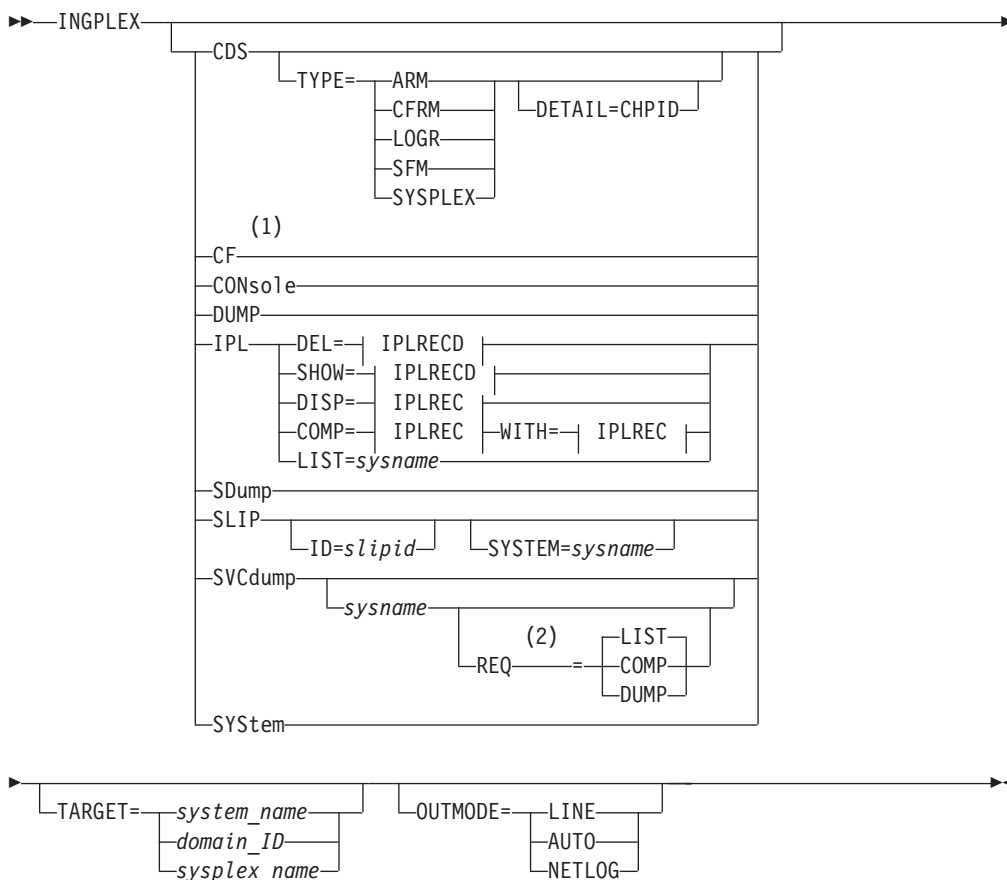 INGPLEX
CDS
TYPE= ARM
CFRM DETAIL=CHPID
LOGR
SFM
SYSPLEX
(1)
CF
CONsole
DUMP
IPL DEL= IPLRECD
SHOW= IPLRECD
DISP= IPLREC
COMP= IPLREC WITH= IPLREC
LIST=sysname
SDump
SLIP
ID=slipid SYSTEM=sysname
SVCdump
sysname
(2) LIST
REQ = COMP
DUMP
SYStem
TARGET= system_name OUTMODE= LINE
domain_ID AUTO
sysplex_name NETLOG